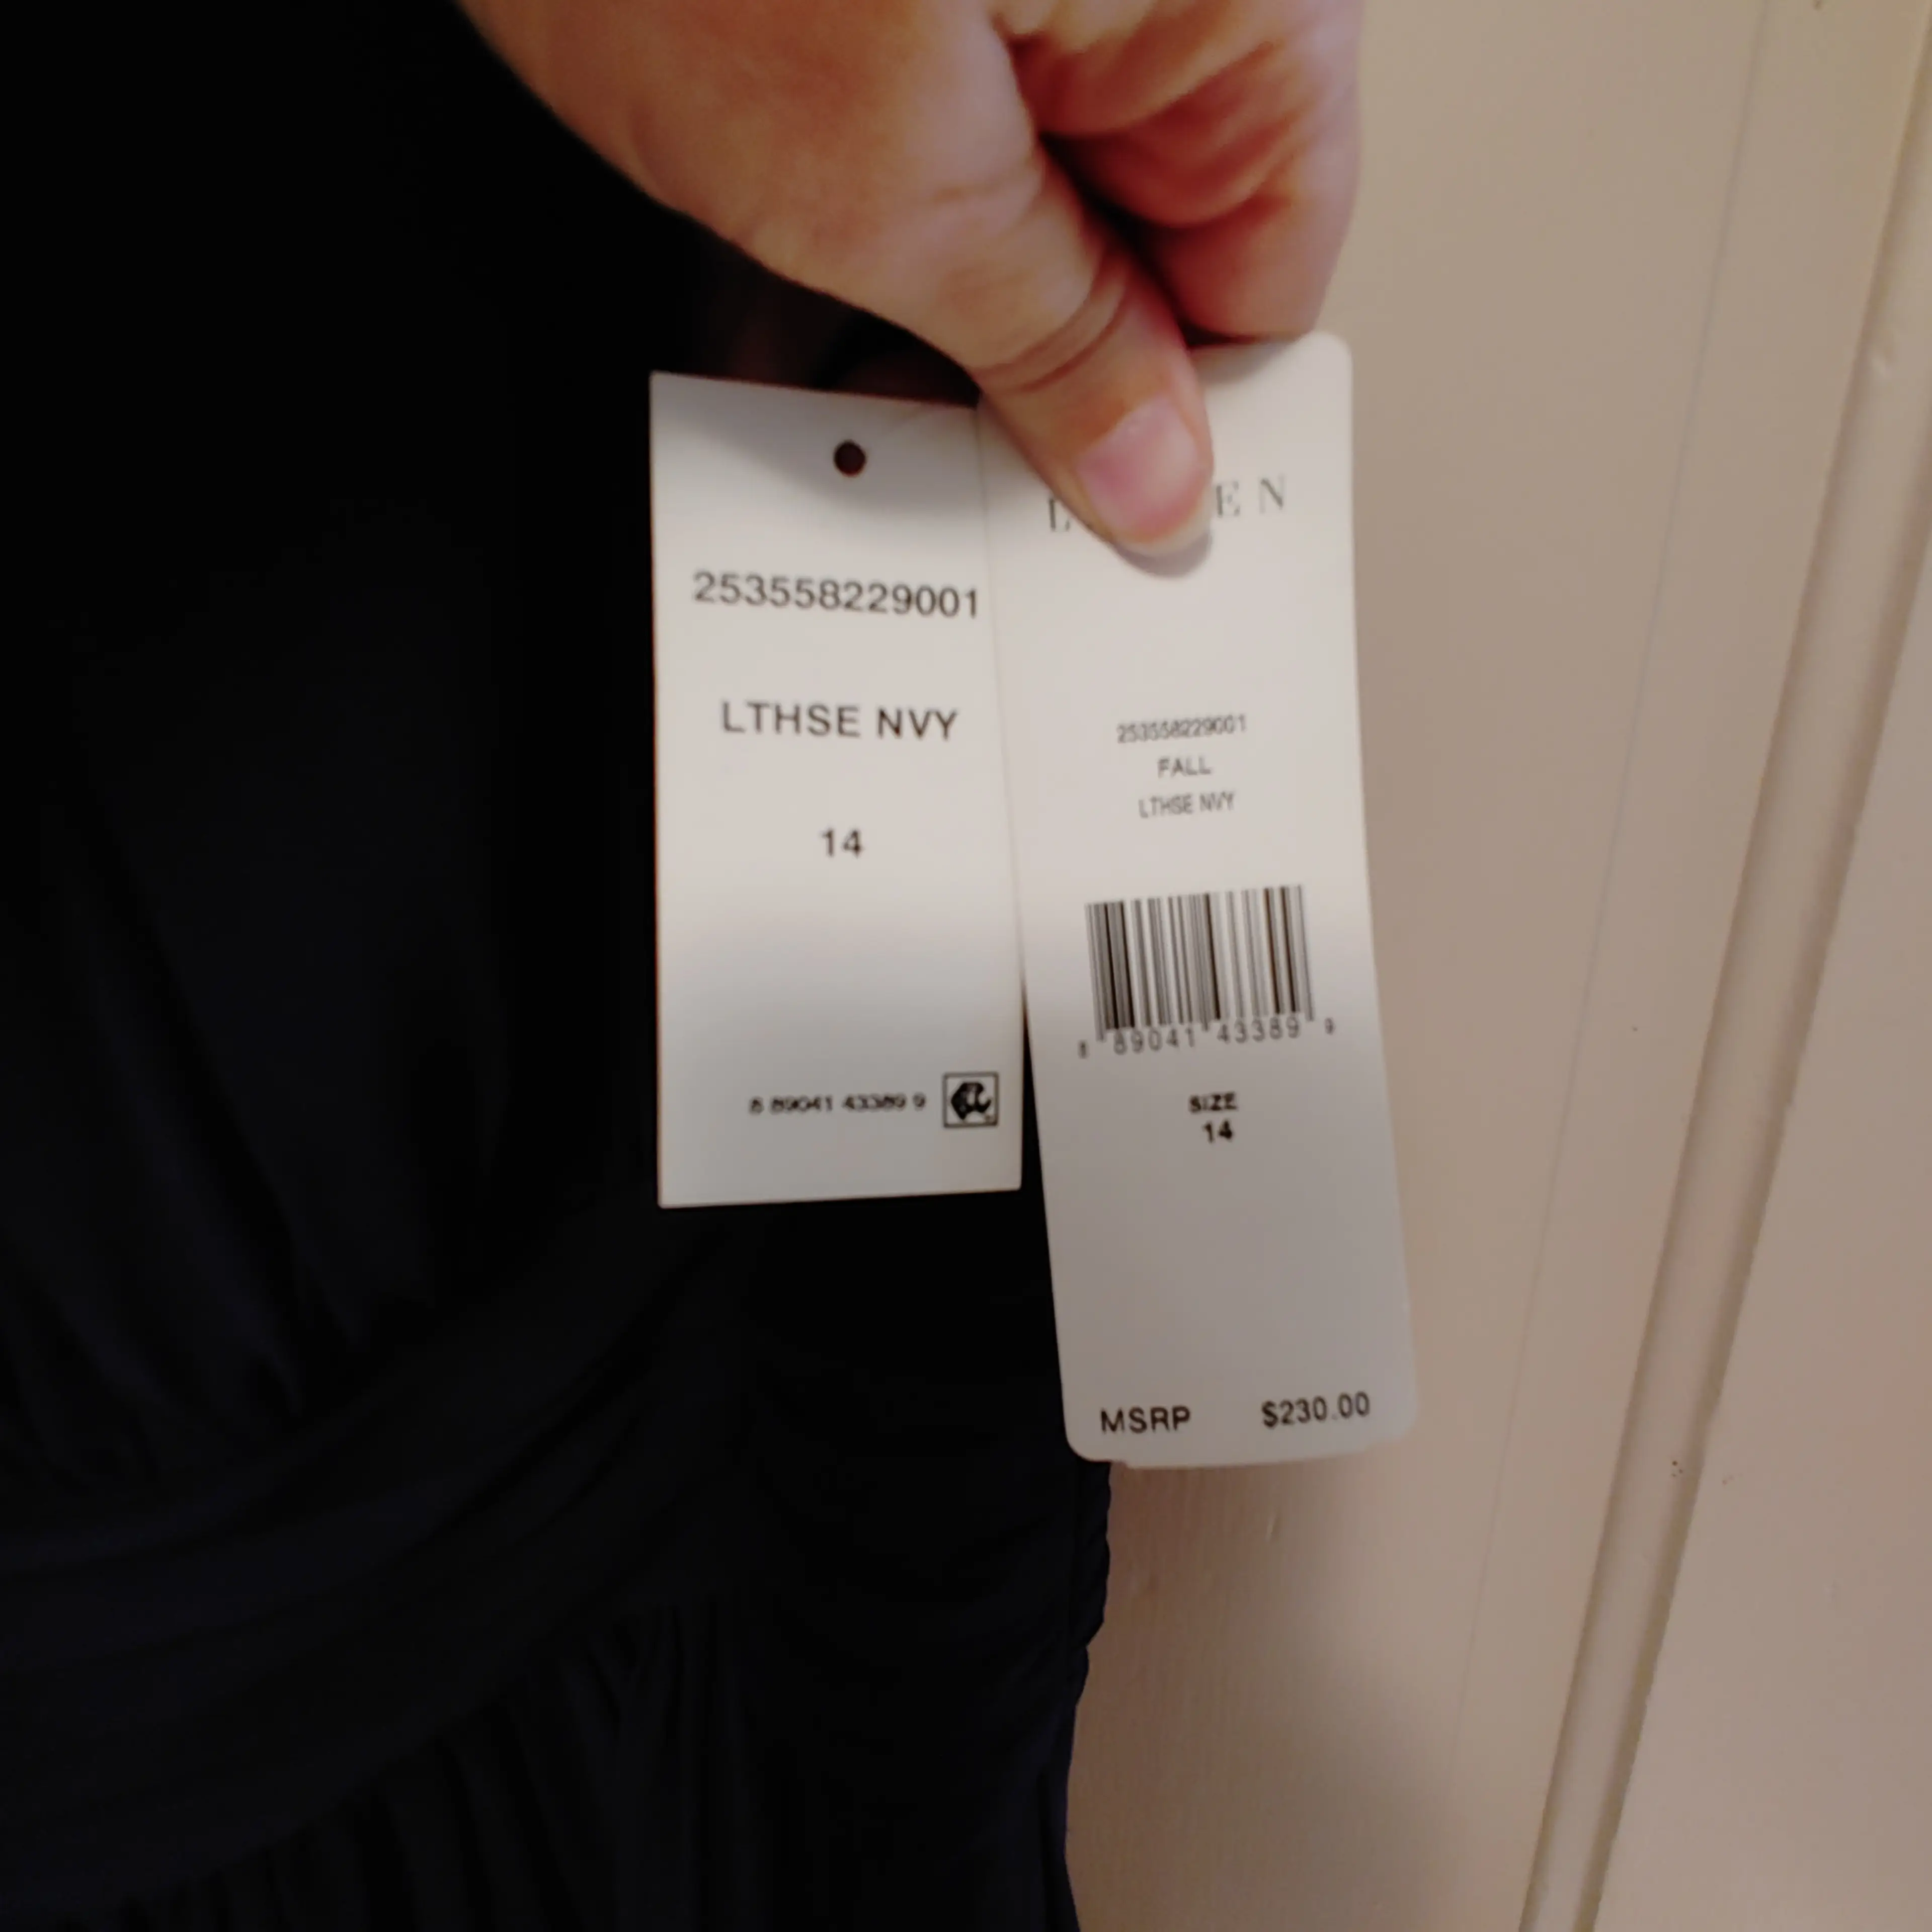 253558229001
LTHSE NVY
14
8 89041 43389 9
253558229001
FALL
LTHSE NVY
8 89041 43389 9
SIZE
14
MSRP $230.00